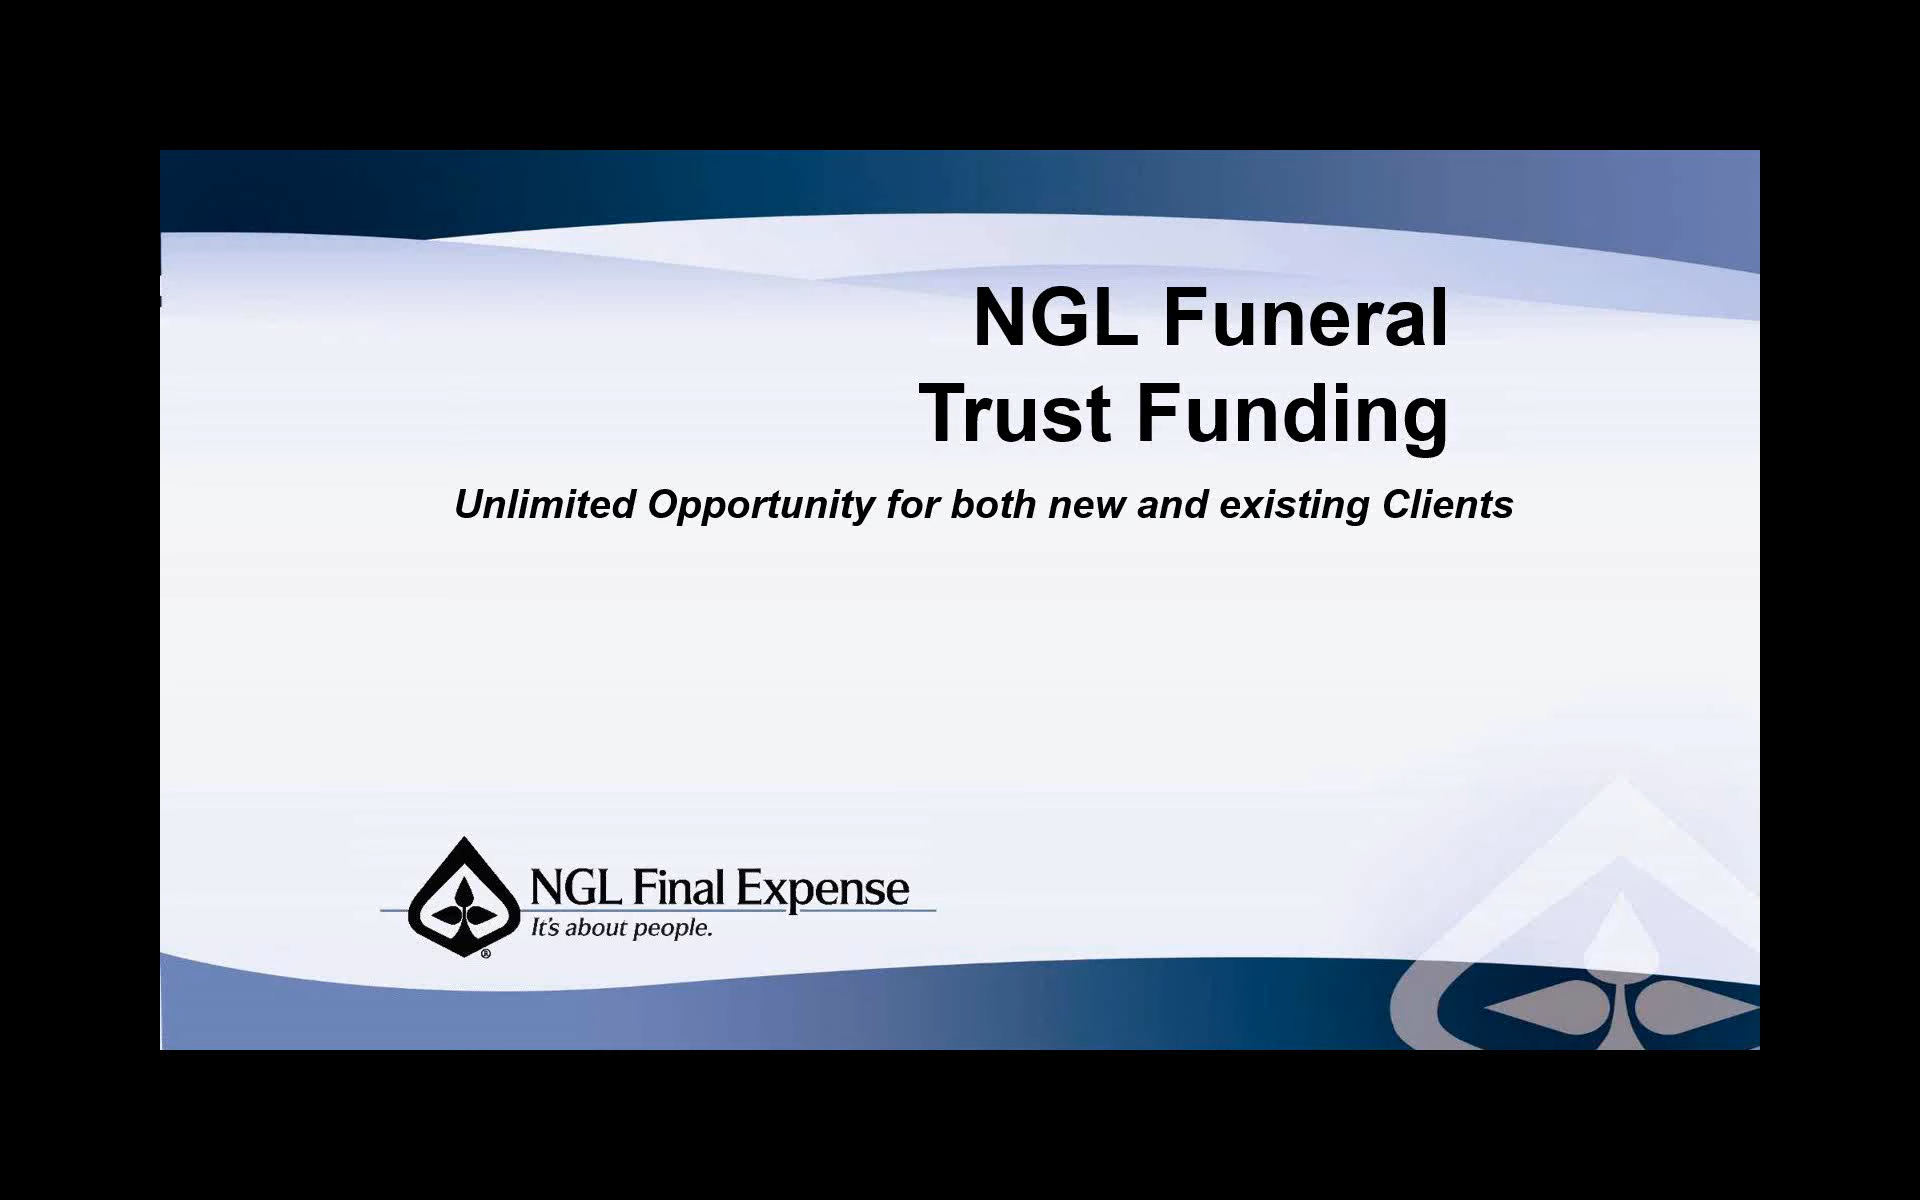 NGL Funeral
Trust Funding
Unlimited Opportunity for both new and existing Clients
NGL Final Expense
It's about people.
®